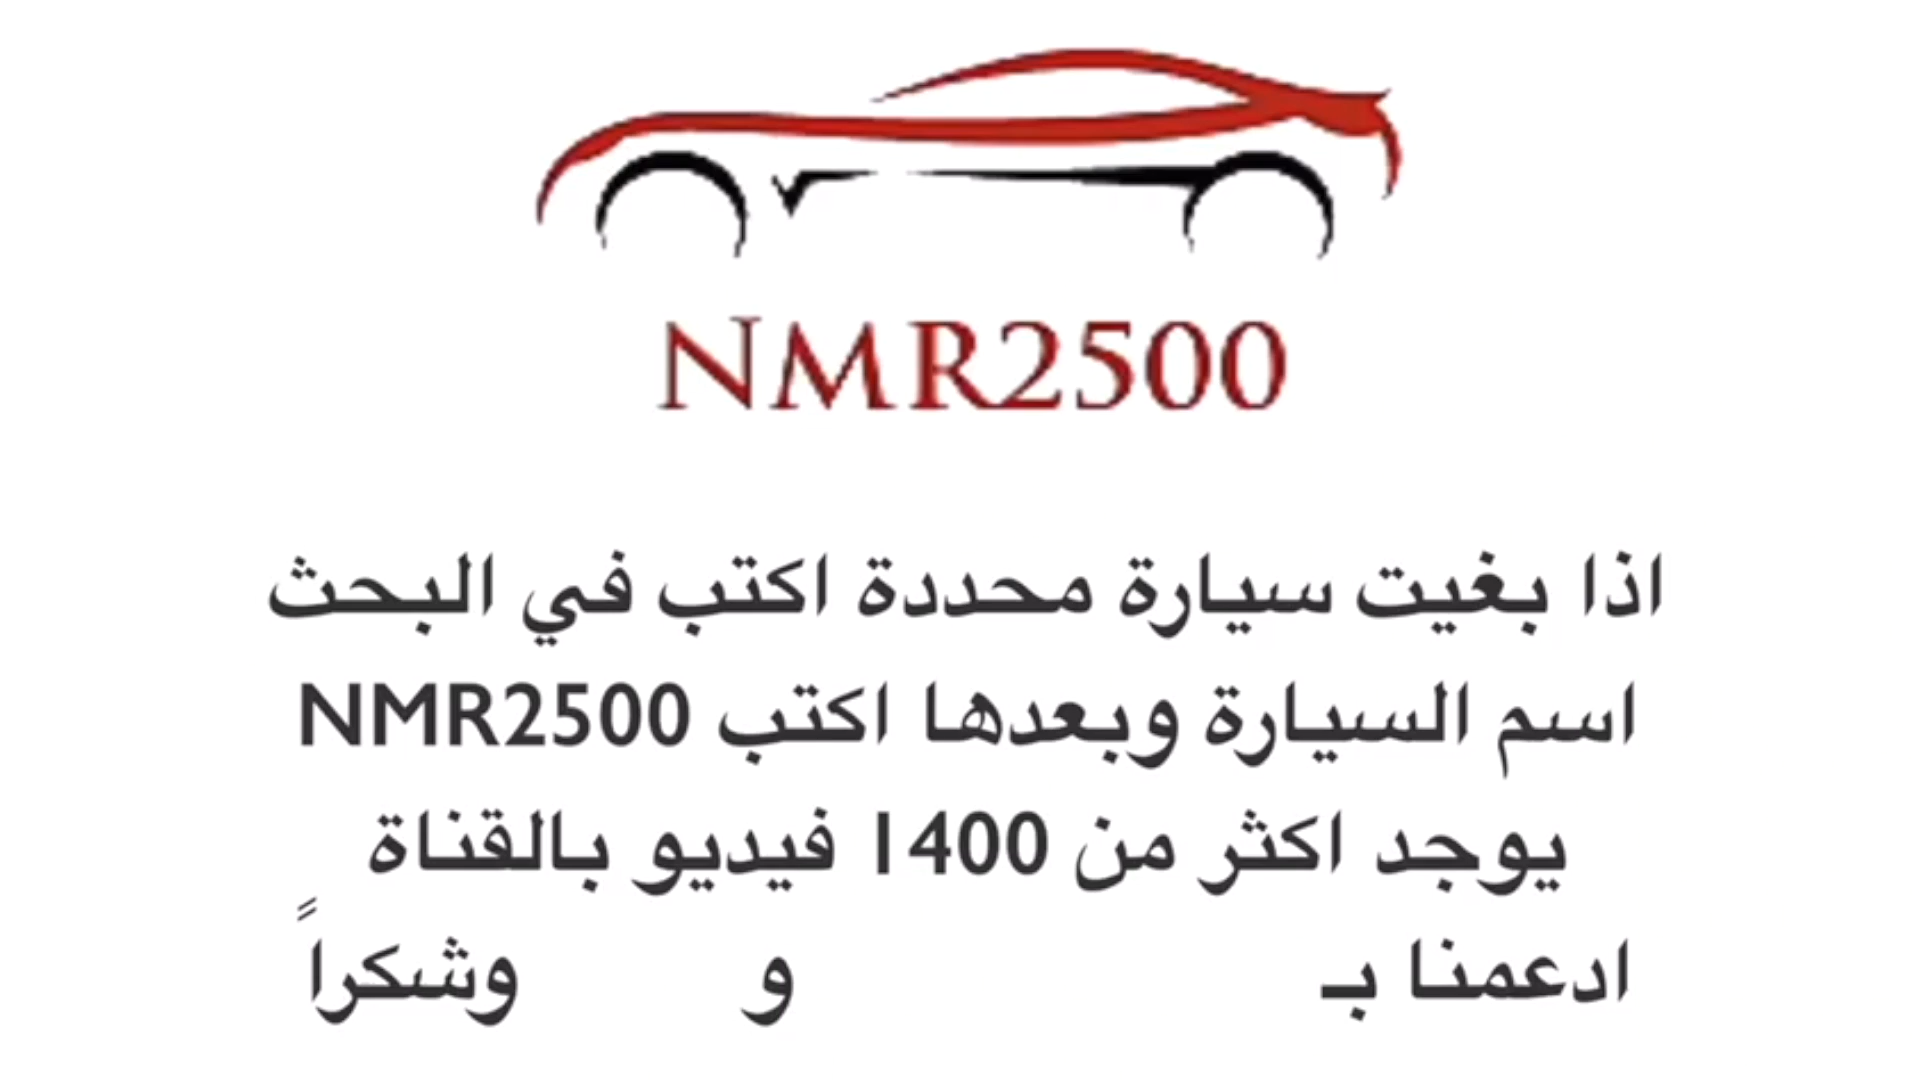 NMR2500
اذا بغيت سيارة محددة اكتب في البحث
اسم السيارة وبعدها اكتب NMR2500
يوجد اكثر من 1400 فيديو بالقناة
ادعمنا بـ و وشكراً